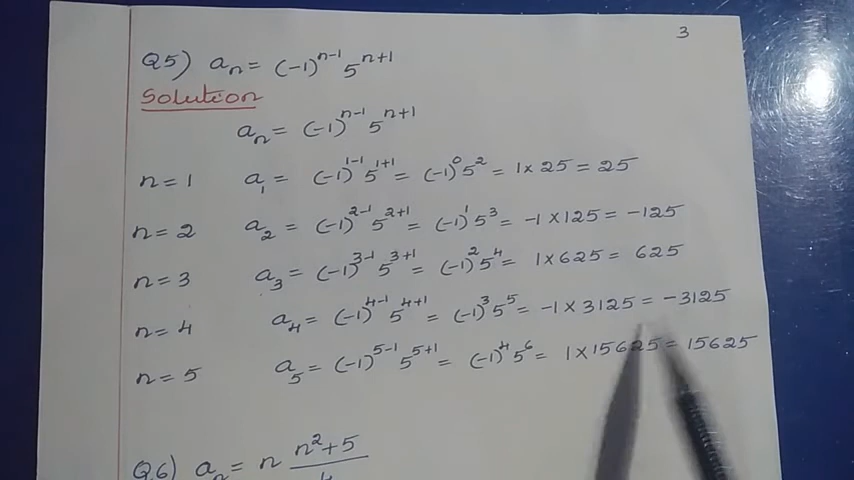 3
Q5) aₙ = (-1)ⁿ⁻¹ 5ⁿ⁺¹
Solution
aₙ = (-1)ⁿ⁻¹ 5ⁿ⁺¹
n = 1 a₁ = (-1)¹⁻¹ 5¹⁺¹ = (-1)⁰ 5² = 1 × 25 = 25
n = 2 a₂ = (-1)²⁻¹ 5²⁺¹ = (-1)¹ 5³ = -1 × 125 = -125
n = 3 a₃ = (-1)³⁻¹ 5³⁺¹ = (-1)² 5⁴ = 1 × 625 = 625
n = 4 a₄ = (-1)⁴⁻¹ 5⁴⁺¹ = (-1)³ 5⁵ = -1 × 3125 = -3125
n = 5 a₅ = (-1)⁵⁻¹ 5⁵⁺¹ = (-1)⁴ 5⁶ = 1 × 15625 = 15625
Q6) aₙ = n n² + 5